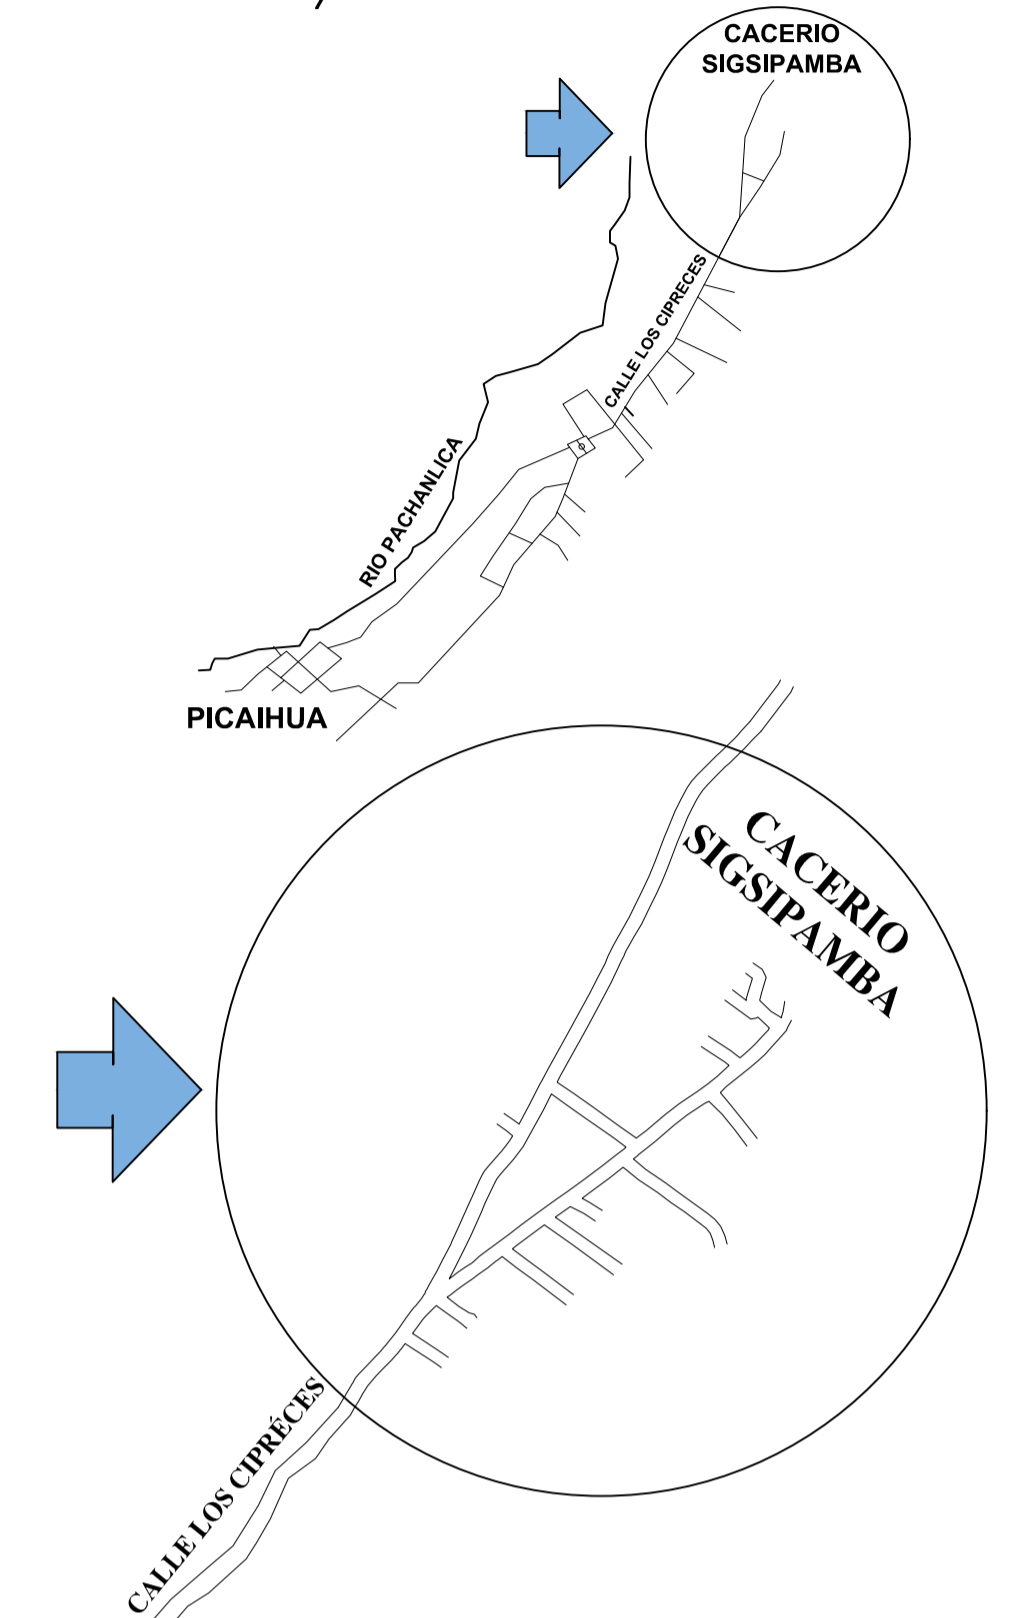 CACERIO
SIGSIPAMBA
CALLE LOS CIPRECES
RIO PACHANLICA
PICAIHUA
CACERIO
SIGSIPAMBA
CALLE LOS CIPRÉCES